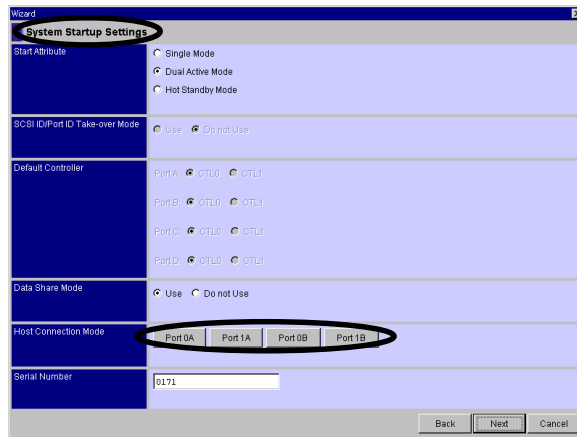 Wizard
System Startup Settings
Start Attribute
Single Mode
Dual Active Mode
Hot Standby Mode
SCSI ID/Port ID Take-over Mode
Use Do not Use
Default Controller
Port A: CTL0 CTL1
Port B: CTL0 CTL1
Port C: CTL0 CTL1
Port D: CTL0 CTL1
Data Share Mode
Use Do not Use
Host Connection Mode
Port 0A Port 1A Port 0B Port 1B
Serial Number
0171
Back Next Cancel